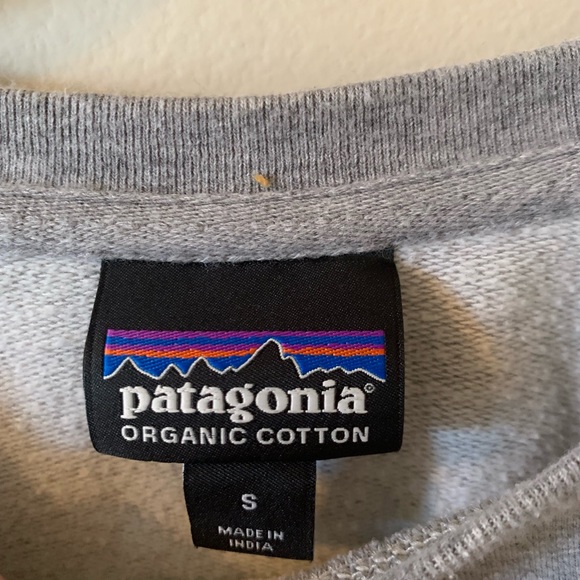 patagonia®
ORGANIC COTTON
S
MADE IN
INDIA